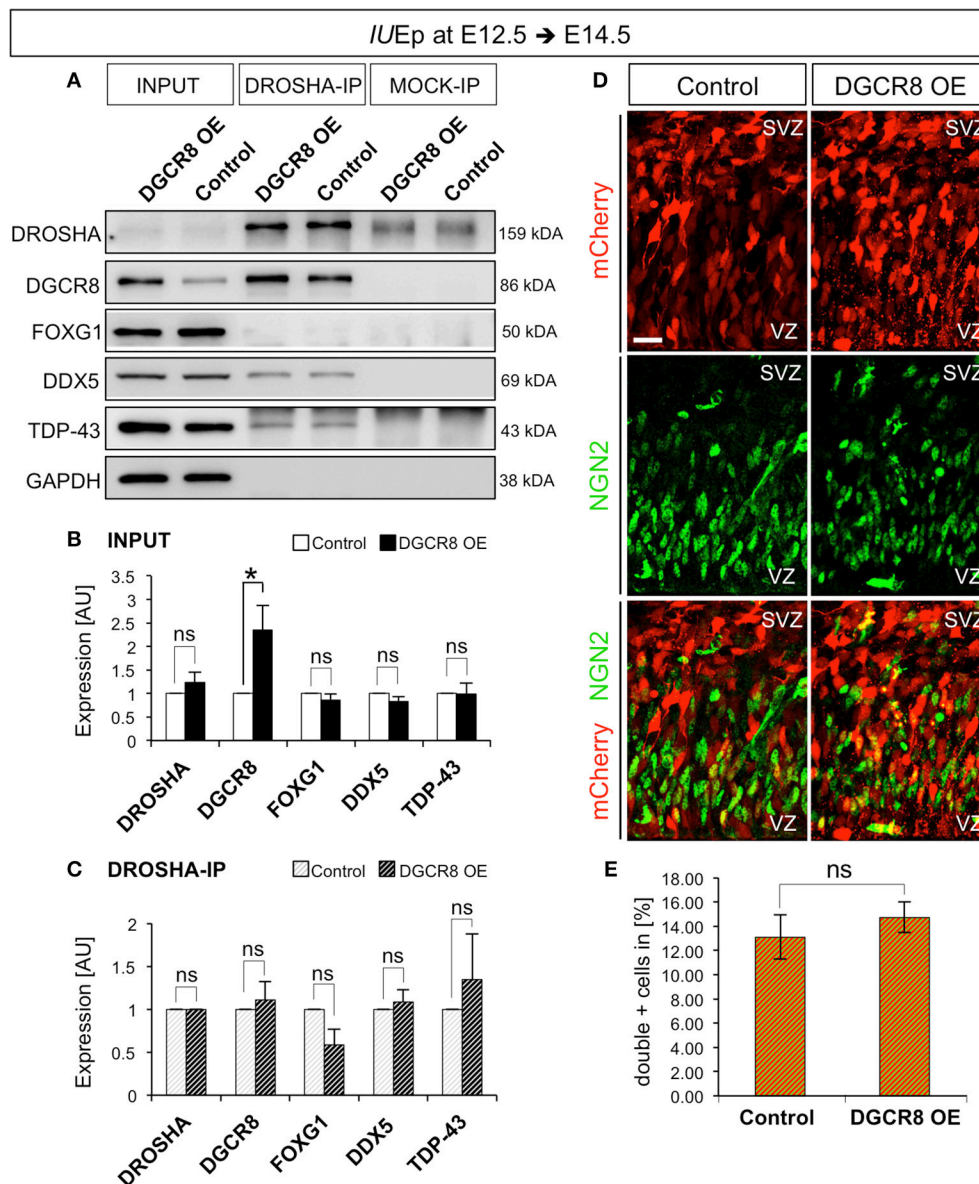 IUEp at E12.5 ➔ E14.5
A
INPUT
DROSHA-IP
MOCK-IP
DGCR8 OE
Control
DGCR8 OE
Control
DGCR8 OE
Control
DROSHA
159 kDA
DGCR8
86 kDA
FOXG1
50 kDA
DDX5
69 kDA
TDP-43
43 kDA
GAPDH
38 kDA
B INPUT
Control
DGCR8 OE
Expression [AU]
3.5
3
2.5
2
1.5
1
0.5
0
ns
*
ns
ns
ns
DROSHA
DGCR8
FOXG1
DDX5
TDP-43
C DROSHA-IP
Control
DGCR8 OE
Expression [AU]
2
1.5
1
0.5
0
ns
ns
ns
ns
ns
DROSHA
DGCR8
FOXG1
DDX5
TDP-43
D
Control
DGCR8 OE
mCherry
SVZ
VZ
SVZ
VZ
NGN2
SVZ
VZ
SVZ
VZ
mCherry NGN2
SVZ
VZ
SVZ
VZ
E
double + cells in [%]
18.00
16.00
14.00
12.00
10.00
8.00
6.00
4.00
2.00
0.00
ns
Control
DGCR8 OE